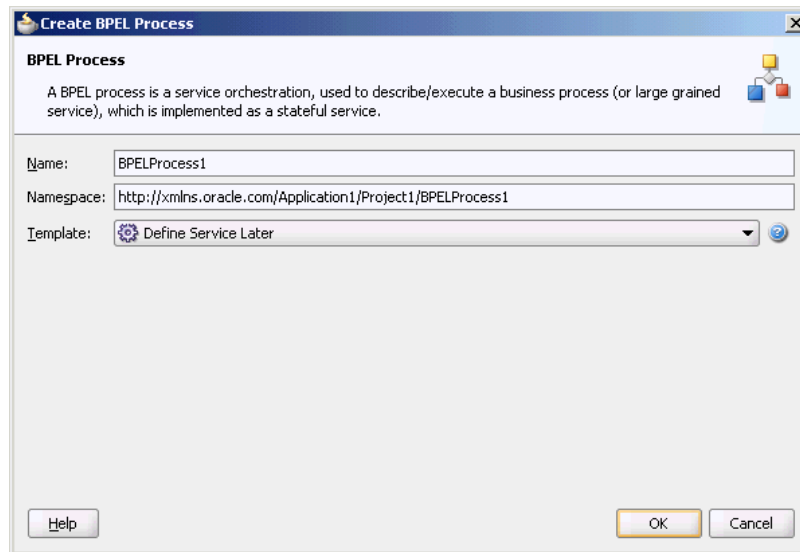 Create BPEL Process
BPEL Process
A BPEL process is a service orchestration, used to describe/execute a business process (or large grained
service), which is implemented as a stateful service.
Name: BPELProcess1
Namespace: http://xmlns.oracle.com/Application1/Project1/BPELProcess1
Template: Define Service Later
Help OK Cancel